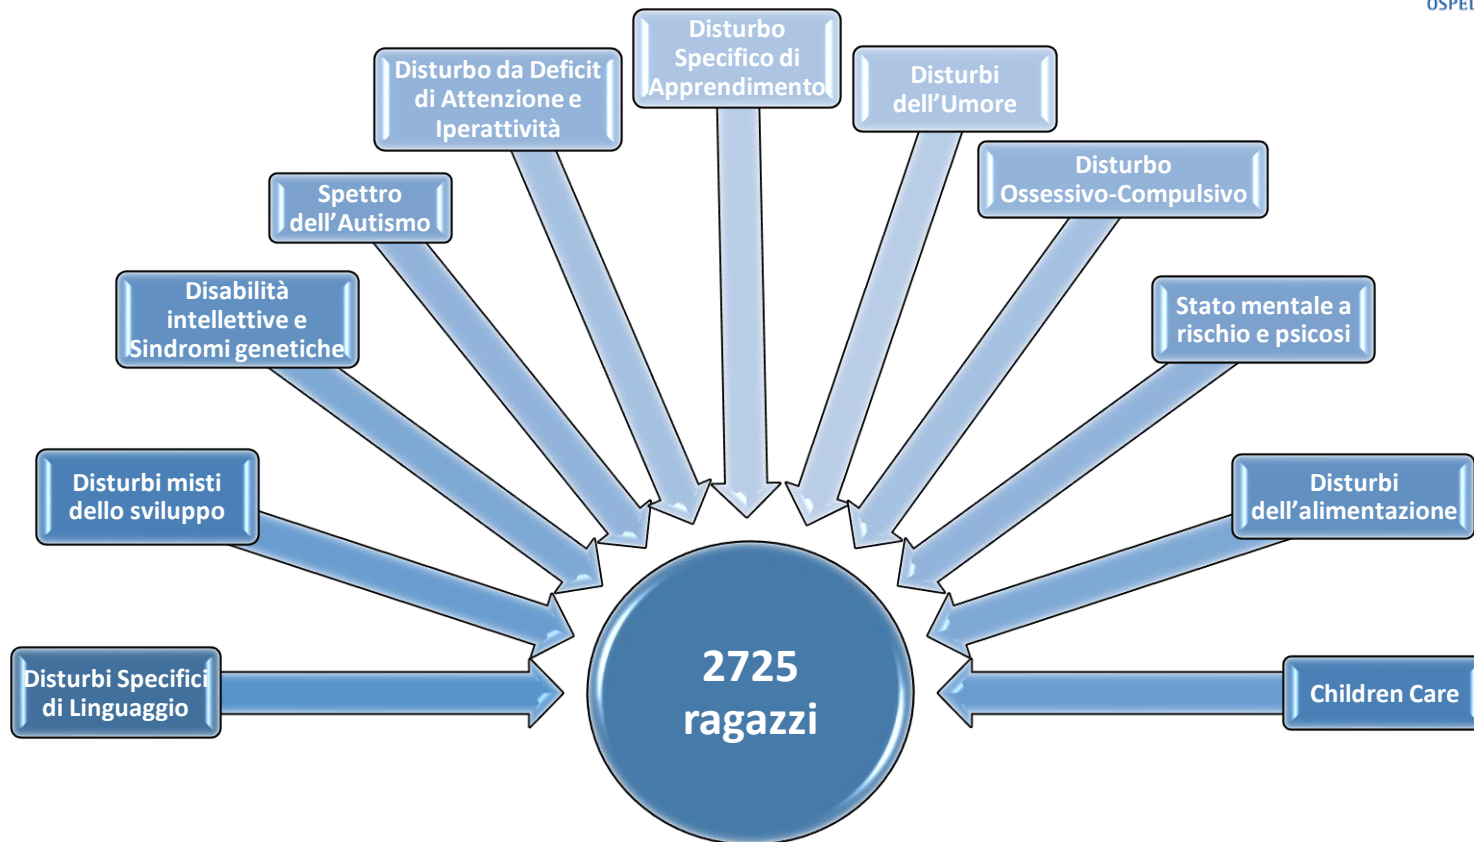 Disturbi Specifici
di Linguaggio
Disturbi misti
dello sviluppo
Disabilità
intellettive e
Sindromi genetiche
Spettro
dell’Autismo
Disturbo da Deficit
di Attenzione e
Iperattività
Disturbo
Specifico di
Apprendimento
Disturbi
dell’Umore
Disturbo
Ossessivo-Compulsivo
Stato mentale a
rischio e psicosi
Disturbi
dell’alimentazione
Children Care
2725
ragazzi